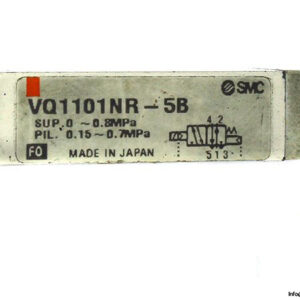 SMC
VQ1101NR-5B
SUP. 0 ~ 0.8MPa
PIL. 0.15~0.7MPa
4 2
5 1 3
FO MADE IN JAPAN